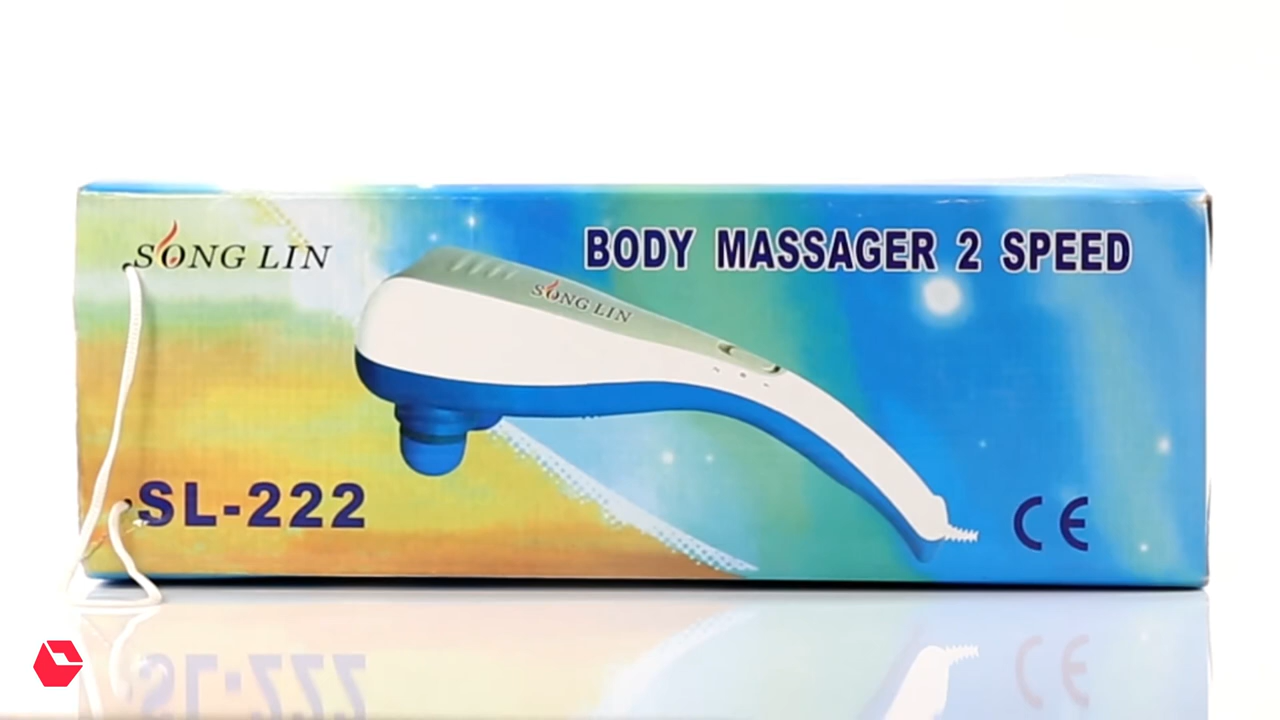 SONG LIN
BODY MASSAGER 2 SPEED
SONG LIN
SL-222
CE